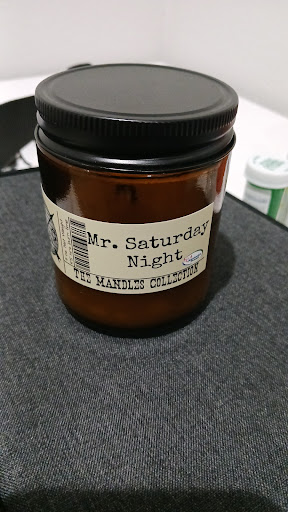 Mr. Saturday
Night
THE MANDLES COLLECTION